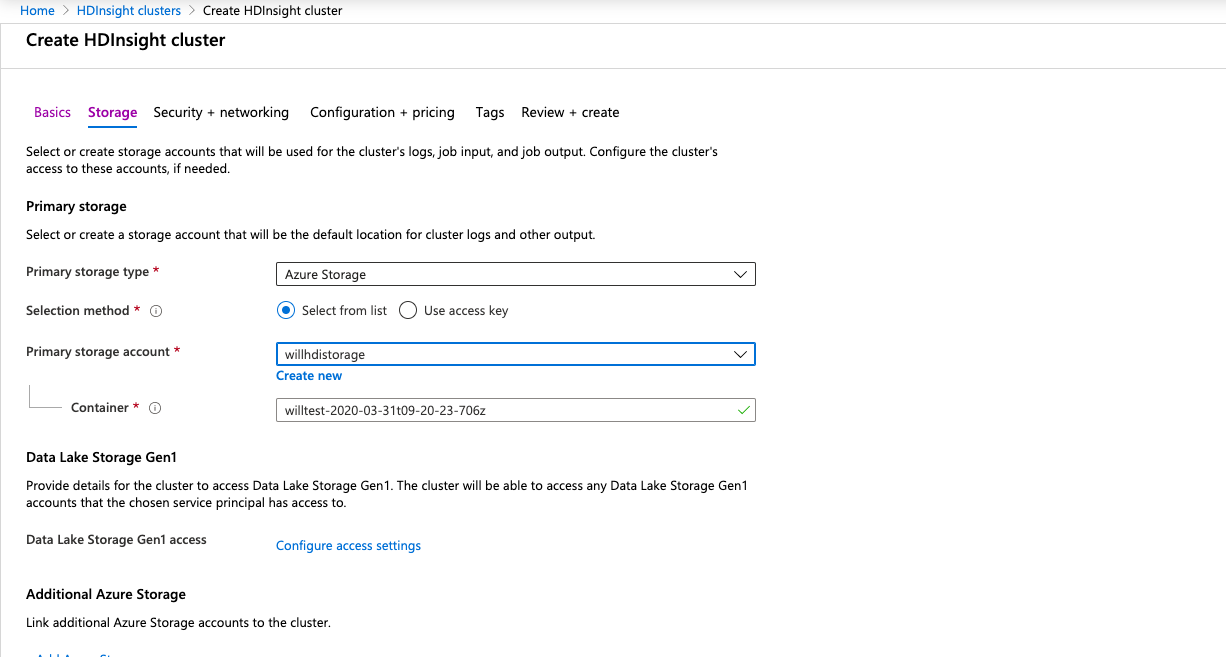 Home > HDInsight clusters > Create HDInsight cluster
Create HDInsight cluster
Basics Storage Security + networking Configuration + pricing Tags Review + create
Select or create storage accounts that will be used for the cluster's logs, job input, and job output. Configure the cluster's
access to these accounts, if needed.
Primary storage
Select or create a storage account that will be the default location for cluster logs and other output.
Primary storage type * Azure Storage
Selection method * Select from list Use access key
Primary storage account * willhdistorage
Create new
Container * willtest-2020-03-31t09-20-23-706z
Data Lake Storage Gen1
Provide details for the cluster to access Data Lake Storage Gen1. The cluster will be able to access any Data Lake Storage Gen1
accounts that the chosen service principal has access to.
Data Lake Storage Gen1 access Configure access settings
Additional Azure Storage
Link additional Azure Storage accounts to the cluster.